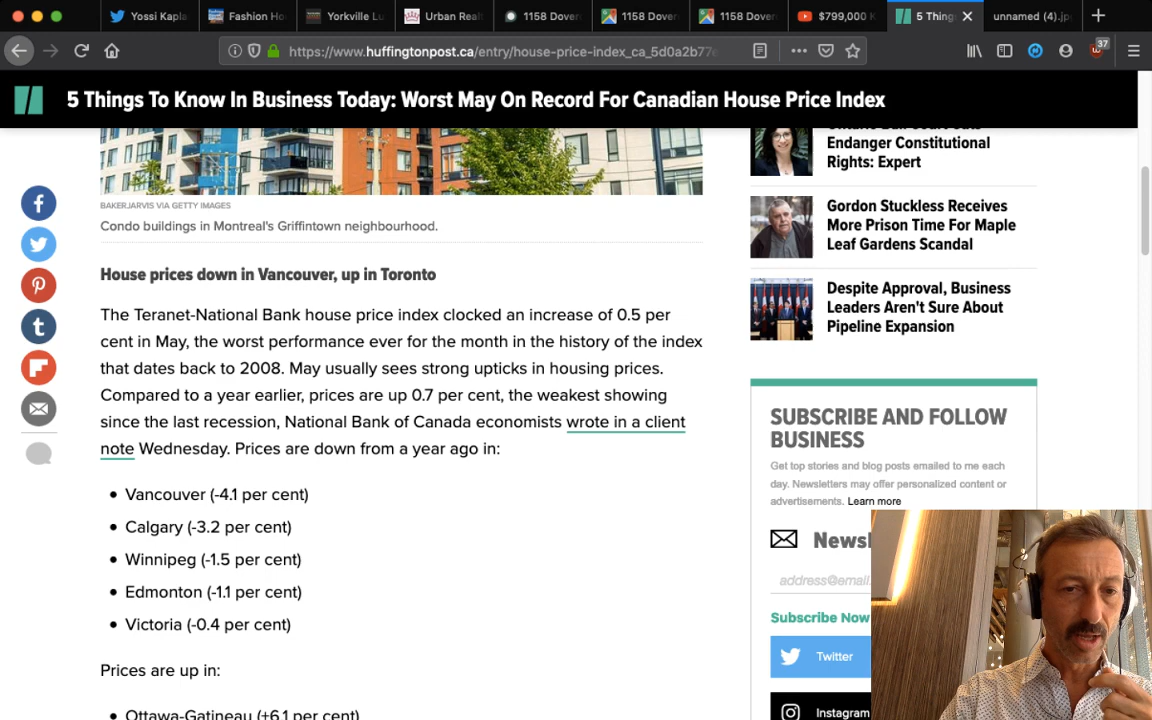 Yossi Kapla
Fashion Ho
Yorkville Lu
Urban Real
1158 Dover
1158 Dove
1158 Dover
$799,000
5 Thing
unnamed (4).jp
https://www.huffingtonpost.ca/entry/house-price-index_ca_5d0a2b77e
37
5 Things To Know In Business Today: Worst May On Record For Canadian House Price Index
BAKERJARVIS VIA GETTY IMAGES
Condo buildings in Montreal's Griffintown neighbourhood.
House prices down in Vancouver, up in Toronto
The Teranet-National Bank house price index clocked an increase of 0.5 per
cent in May, the worst performance ever for the month in the history of the index
that dates back to 2008. May usually sees strong upticks in housing prices.
Compared to a year earlier, prices are up 0.7 per cent, the weakest showing
since the last recession, National Bank of Canada economists wrote in a client
note Wednesday. Prices are down from a year ago in:
• Vancouver (-4.1 per cent)
• Calgary (-3.2 per cent)
• Winnipeg (-1.5 per cent)
• Edmonton (-1.1 per cent)
• Victoria (-0.4 per cent)
Prices are up in:
• Ottawa-Gatineau (+6.1 per cent)
Endanger Constitutional
Rights: Expert
Gordon Stuckless Receives
More Prison Time For Maple
Leaf Gardens Scandal
Despite Approval, Business
Leaders Aren't Sure About
Pipeline Expansion
SUBSCRIBE AND FOLLOW
BUSINESS
Get top stories and blog posts emailed to me each
day. Newsletters may offer personalized content or
advertisements. Learn more
Newsl
address@email.
Subscribe Now
Twitter
Instagram